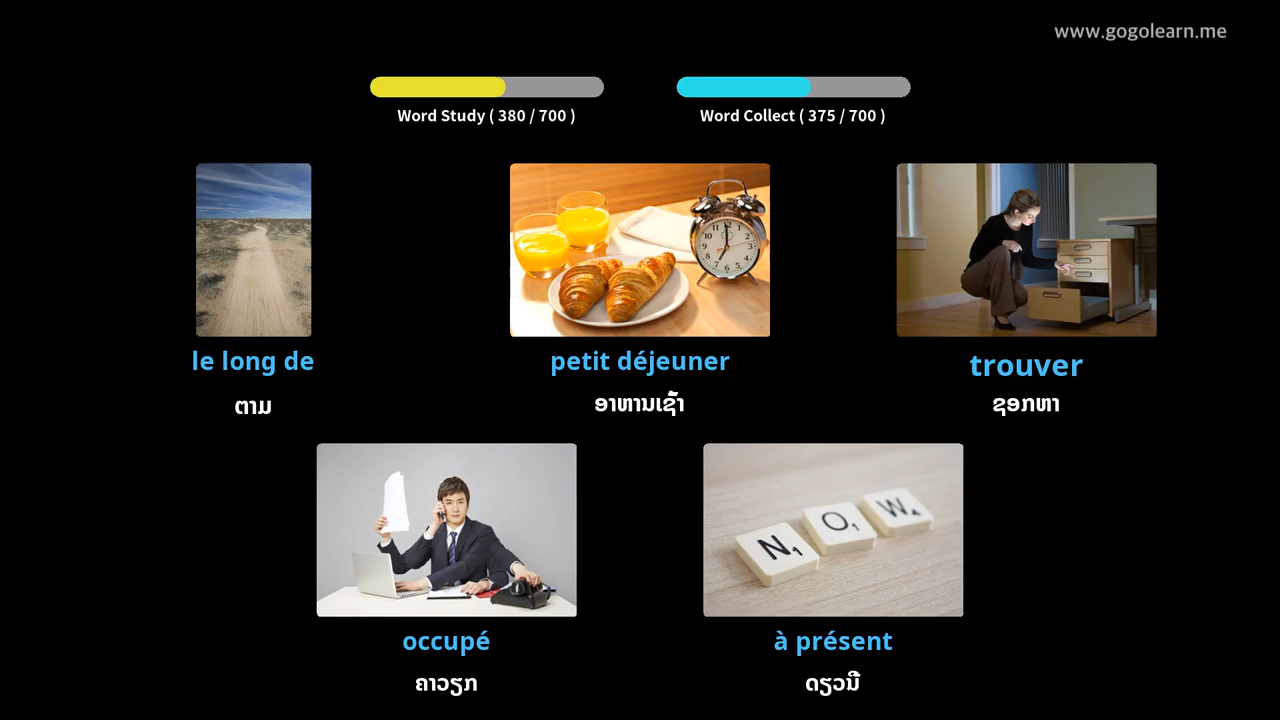 www.gogolearn.me
Word Study ( 380 / 700 )
Word Collect ( 375 / 700 )
le long de
petit déjeuner
trouver
ຕາມ
ອາຫານເຊົ້າ
ຊອກຫາ
NOW
occupé
à présent
ຄາວຽກ
ດຽວນີ້